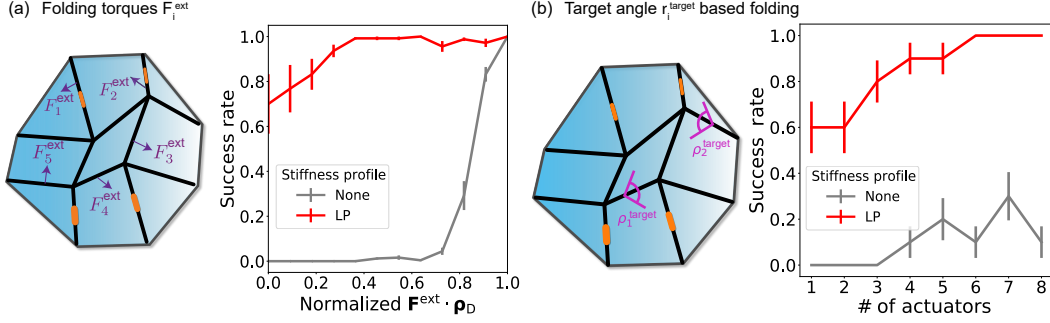 (a) Folding torques F_i^ext
F_1^ext
F_2^ext
F_3^ext
F_4^ext
F_5^ext
Success rate
1.0
0.8
0.6
0.4
0.2
0.0
Stiffness profile
None
LP
0.0 0.2 0.4 0.6 0.8 1.0
Normalized F^ext · ρ_D
(b) Target angle r_i^target based folding
ρ_2^target
ρ_1^target
Success rate
1.0
0.8
0.6
0.4
0.2
0.0
Stiffness profile
None
LP
1 2 3 4 5 6 7 8
# of actuators